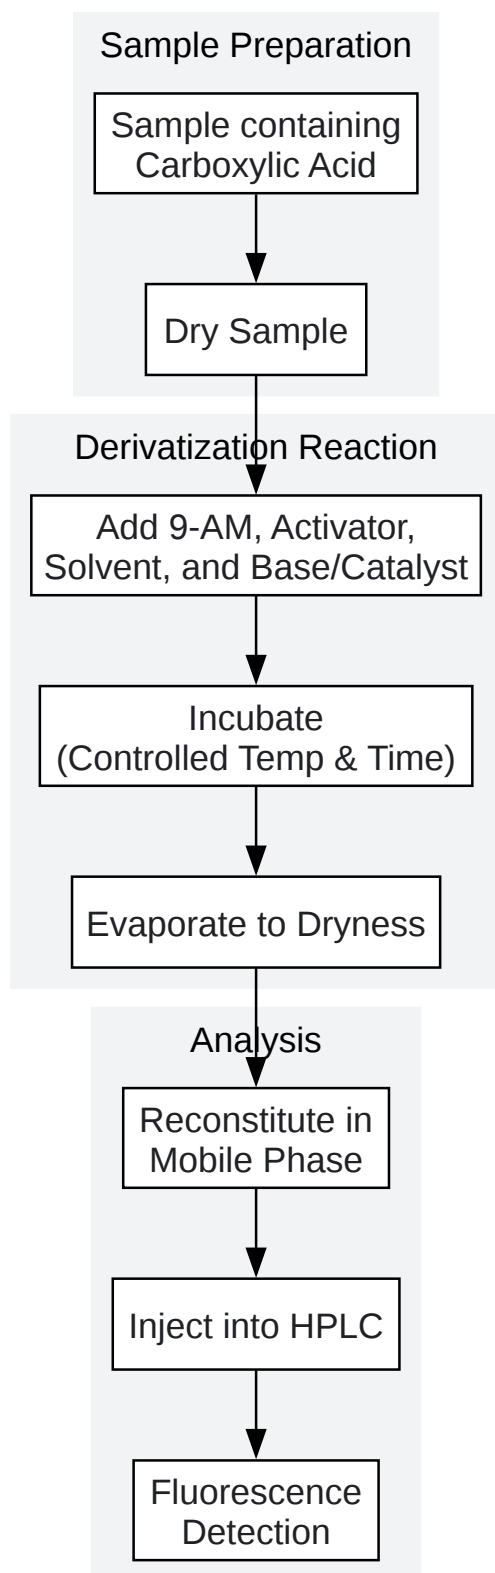 Sample Preparation
Sample containing
Carboxylic Acid
Dry Sample
Derivatization Reaction
Add 9-AM, Activator,
Solvent, and Base/Catalyst
Incubate
(Controlled Temp & Time)
Evaporate to Dryness
Analysis
Reconstitute in
Mobile Phase
Inject into HPLC
Fluorescence
Detection